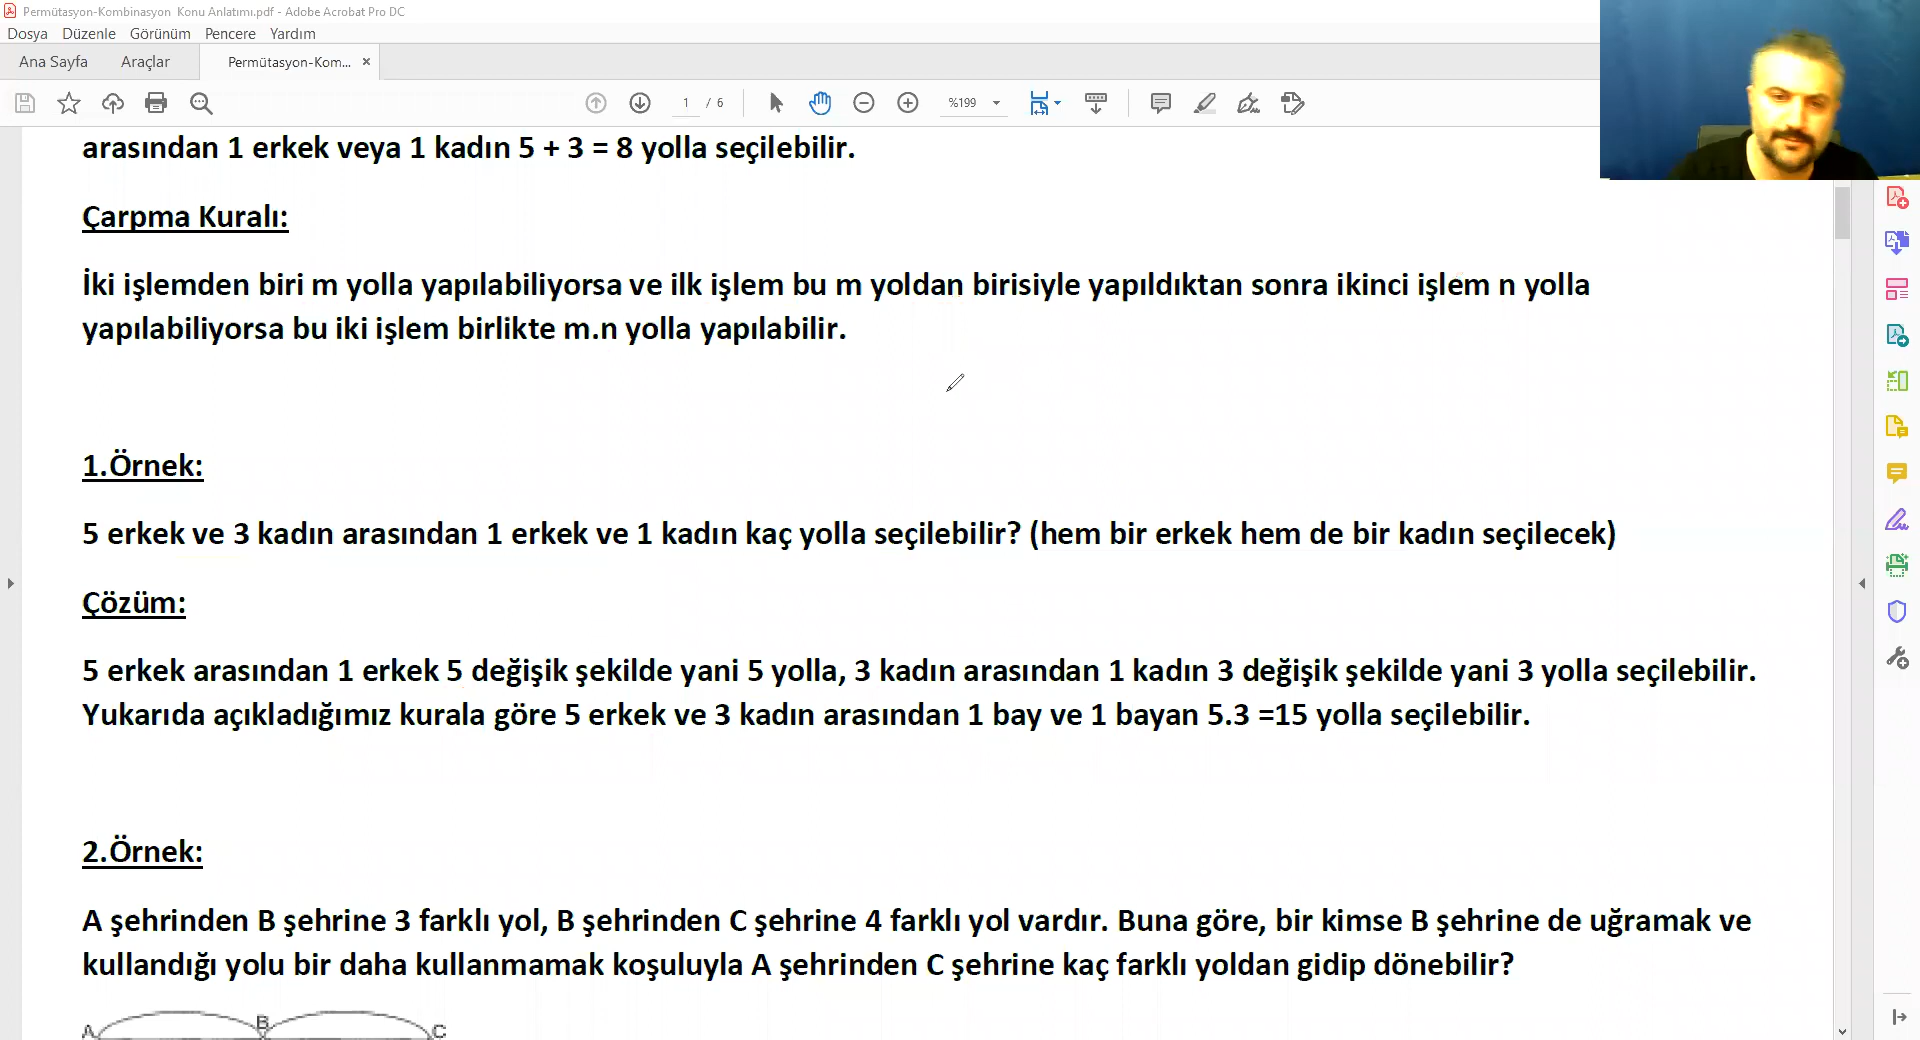 Permütasyon-Kombinasyon Konu Anlatımı.pdf - Adobe Acrobat Pro DC
Dosya Düzenle Görünüm Pencere Yardım
Ana Sayfa Araçlar Permütasyon-Kom... ×
1 / 6 %199
arasından 1 erkek veya 1 kadın 5 + 3 = 8 yolla seçilebilir.
Çarpma Kuralı:
İki işlemden biri m yolla yapılabiliyorsa ve ilk işlem bu m yoldan birisiyle yapıldıktan sonra ikinci işlem n yolla
yapılabiliyorsa bu iki işlem birlikte m.n yolla yapılabilir.
1.Örnek:
5 erkek ve 3 kadın arasından 1 erkek ve 1 kadın kaç yolla seçilebilir? (hem bir erkek hem de bir kadın seçilecek)
Çözüm:
5 erkek arasından 1 erkek 5 değişik şekilde yani 5 yolla, 3 kadın arasından 1 kadın 3 değişik şekilde yani 3 yolla seçilebilir.
Yukarıda açıkladığımız kurala göre 5 erkek ve 3 kadın arasından 1 bay ve 1 bayan 5.3 =15 yolla seçilebilir.
2.Örnek:
A şehrinden B şehrine 3 farklı yol, B şehrinden C şehrine 4 farklı yol vardır. Buna göre, bir kimse B şehrine de uğramak ve
kullandığı yolu bir daha kullanmamak koşuluyla A şehrinden C şehrine kaç farklı yoldan gidip dönebilir?
A B C